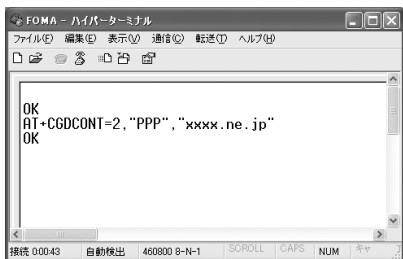 FOMA - ハイパーターミナル
ファイル(F) 編集(E) 表示(V) 通信(C) 転送(T) ヘルプ(H)
OK
AT+CGDCONT=2,"PPP","xxxx.ne.jp"
OK
接続 0:00:43 自動検出 460800 8-N-1 SCROLL CAPS NUM キャ